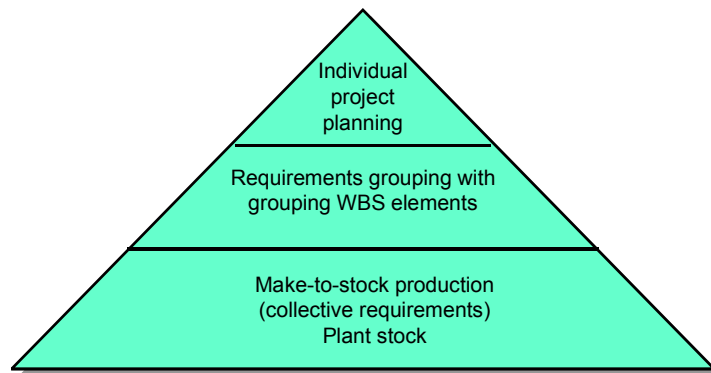 Individual
project
planning
Requirements grouping with
grouping WBS elements
Make-to-stock production
(collective requirements)
Plant stock